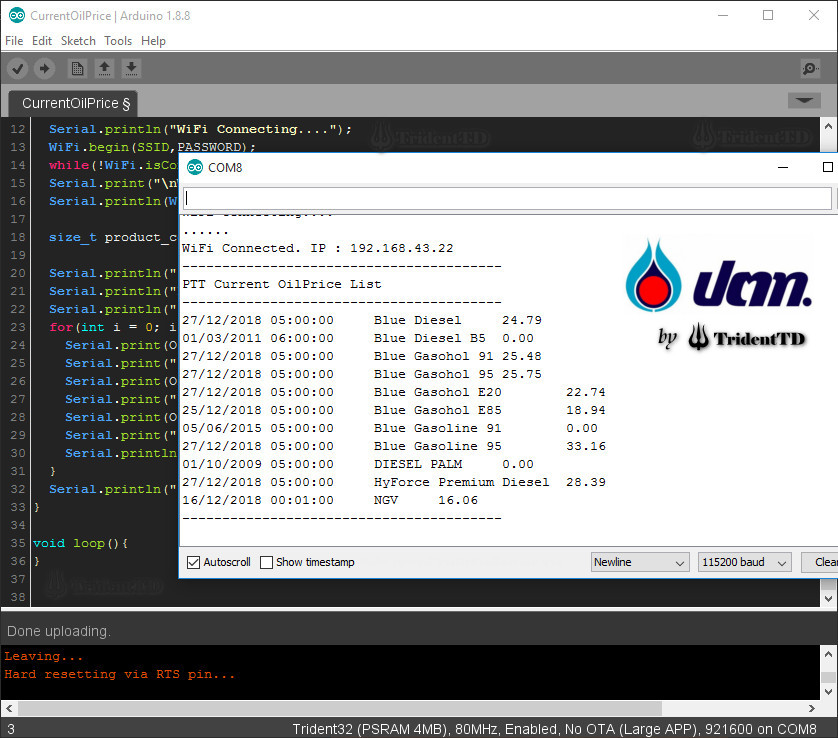 CurrentOilPrice | Arduino 1.8.8
File Edit Sketch Tools Help
CurrentOilPrice §
12 Serial.println("WiFi Connecting....");
13 WiFi.begin(SSID,PASSWORD);
14 while(!WiFi.isCo
15 Serial.print("\n
16 Serial.println(W
17
18 size_t product_c
19
20 Serial.println("
21 Serial.println("
22 Serial.println("
23 for(int i = 0; i
24 Serial.print(O
25 Serial.print("
26 Serial.print(O
27 Serial.print("
28 Serial.print(O
29 Serial.print("
30 Serial.println
31 }
32 Serial.println("
33 }
34
35 void loop(){
36 }
37
38
TridentTD
TridentTD
TridentTD
COM8
WiFi Connecting....
......
WiFi Connected. IP : 192.168.43.22
----------------------------------------
PTT Current OilPrice List
----------------------------------------
27/12/2018 05:00:00 Blue Diesel 24.79
01/03/2011 06:00:00 Blue Diesel B5 0.00
27/12/2018 05:00:00 Blue Gasohol 91 25.48
27/12/2018 05:00:00 Blue Gasohol 95 25.75
27/12/2018 05:00:00 Blue Gasohol E20 22.74
25/12/2018 05:00:00 Blue Gasohol E85 18.94
05/06/2015 05:00:00 Blue Gasoline 91 0.00
27/12/2018 05:00:00 Blue Gasoline 95 33.16
01/10/2009 05:00:00 DIESEL PALM 0.00
27/12/2018 05:00:00 HyForce Premium Diesel 28.39
16/12/2018 00:01:00 NGV 16.06
----------------------------------------
ปตท.
by TridentTD
Autoscroll Show timestamp Newline 115200 baud Clear
Done uploading.
Leaving...
Hard resetting via RTS pin...
3 Trident32 (PSRAM 4MB), 80MHz, Enabled, No OTA (Large APP), 921600 on COM8